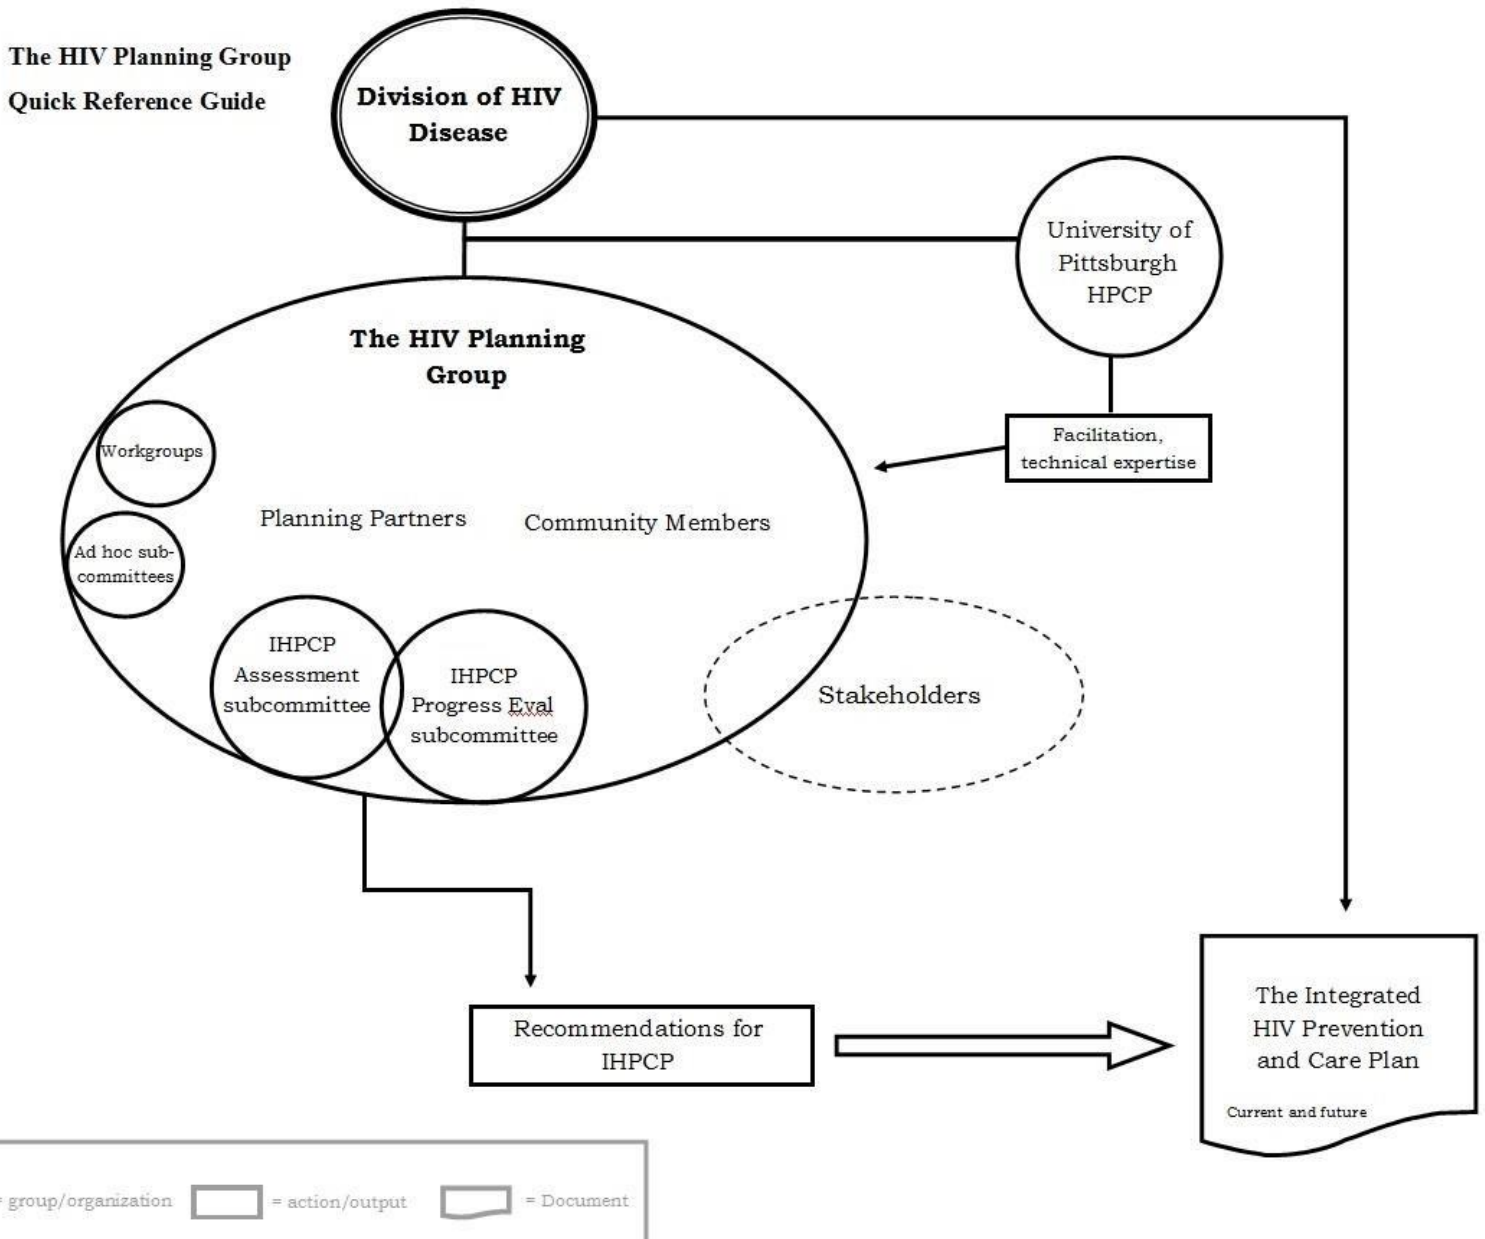 The HIV Planning Group
Quick Reference Guide
Division of HIV
Disease
University of
Pittsburgh
HPCP
The HIV Planning
Group
Workgroups
Facilitation,
technical expertise
Planning Partners
Community Members
Ad hoc sub-
committees
IHPCP
Assessment
subcommittee
IHPCP
Progress Eval
subcommittee
Stakeholders
Recommendations for
IHPCP
The Integrated
HIV Prevention
and Care Plan
Current and future
= group/organization
= action/output
= Document